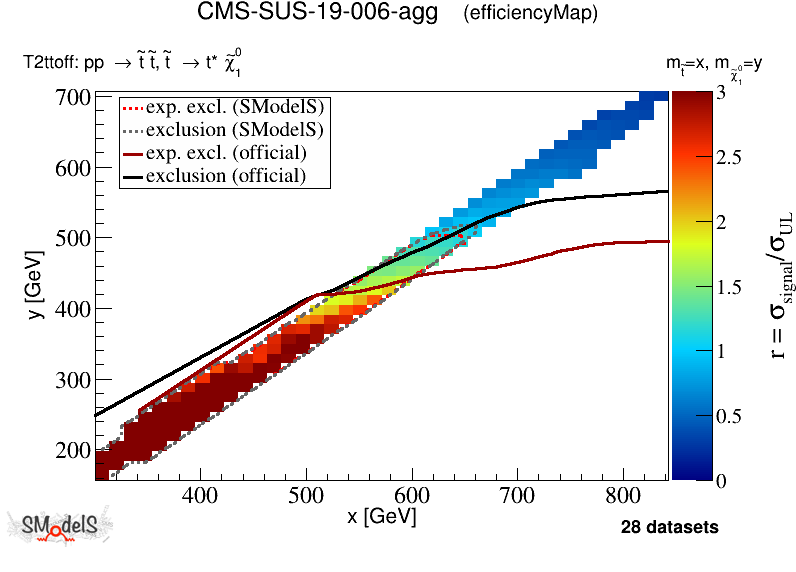 CMS-SUS-19-006-agg (efficiencyMap)
T2ttoff: pp → t̃ t̃, t̃ → t* χ̃⁰₁
m_t̃=x, m_χ̃⁰₁=y
exp. excl. (SModelS)
exclusion (SModelS)
exp. excl. (official)
exclusion (official)
700
600
500
400
300
200
y [GeV]
400
500
600
700
800
x [GeV]
3
2.5
2
1.5
1
0.5
0
r = σ_signal/σ_UL
SModelS
28 datasets